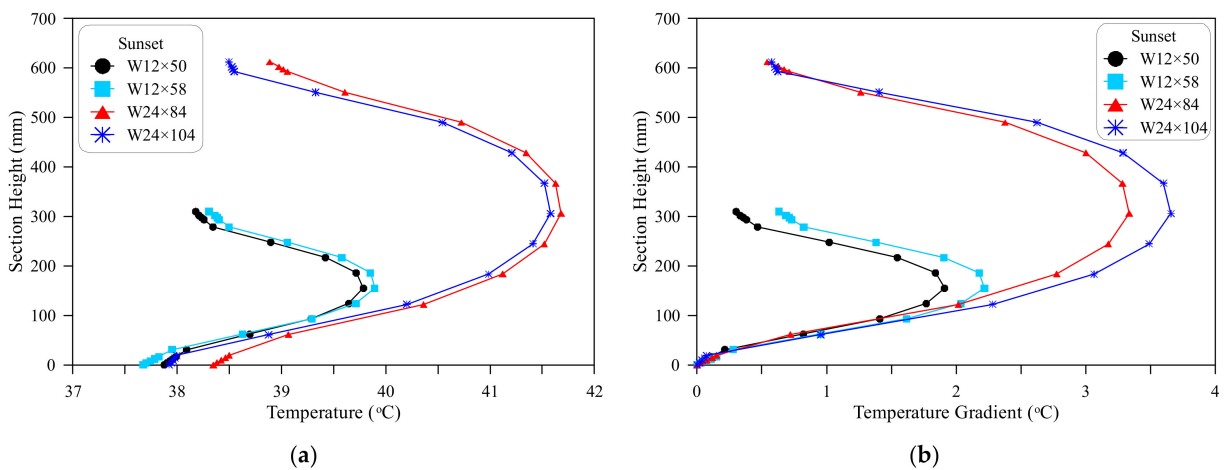 700
600
500
400
300
200
100
0
Section Height (mm)
37
38
39
40
41
42
Temperature (°C)
Sunset
W12×50
W12×58
W24×84
W24×104
(a)
700
600
500
400
300
200
100
0
Section Height (mm)
0
1
2
3
4
Temperature Gradient (°C)
Sunset
W12×50
W12×58
W24×84
W24×104
(b)